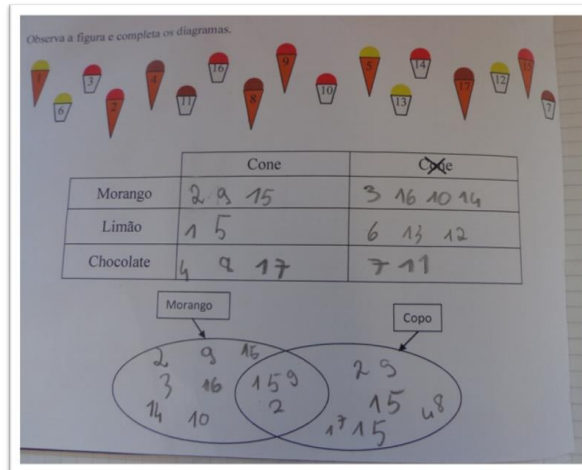 Observa a figura e completa os diagramas.
1 6 3 2 4 11 16 8 9 10 5 13 14 17 12 15 7
Cone Cone
Morango 2 9 15 3 16 10 14
Limão 1 5 6 13 12
Chocolate 4 8 17 7 11
Morango
Copo
2 9 15
3 16
14 10
15 9
2
2 9
15 48
17 15